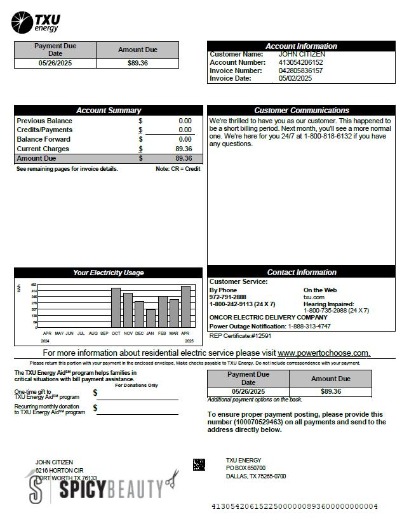 TXU
energy
Payment Due
Date
Amount Due
05/26/2025
$89.36
Account Information
Customer Name: JOHN CITIZEN
Account Number: 413054206152
Invoice Number: 042805836157
Invoice Date: 05/02/2025
Account Summary
Previous Balance $ 0.00
Credits/Payments $ 0.00
Balance Forward $ 0.00
Current Charges $ 89.36
Amount Due $ 89.36
See remaining pages for invoice details. Note: CR = Credit
Customer Communications
We're thrilled to have you as our customer. This happened to
be a short billing period. Next month, you'll see a more normal
one. We're here for you 24/7 at 1-800-818-6132 if you have
any questions.
Your Electricity Usage
APR MAY JUN JUL AUG SEP OCT NOV DEC JAN FEB MAR APR
2024 2025
Contact Information
Customer Service:
By Phone On the Web
972-791-2888 txu.com
1-800-242-9113 (24 X 7) Hearing Impaired:
1-800-735-2988 (24 X 7)
ONCOR ELECTRIC DELIVERY COMPANY
Power Outage Notification: 1-888-313-4747
REP Certificate #12591
For more information about residential electric service please visit www.powertochoose.com.
Please return this portion with your payment in the enclosed envelope. Make checks payable to TXU Energy. Do not include correspondence with your payment.
The TXU Energy Aid℠ program helps families in
critical situations with bill payment assistance.
For Donations Only
One-time gift to
TXU Energy Aid℠ program $
Recurring monthly donation
to TXU Energy Aid℠ program $
Payment Due
Date
Amount Due
05/26/2025
$89.36
Additional payment options on the back.
To ensure proper payment posting, please provide this
number (100070529463) on all payments and send to the
address directly below.
JOHN CITIZEN
6216 HORTON CIR
FORT WORTH TX 76133
SPICYBEAUTY
TXU ENERGY
PO BOX 650700
DALLAS, TX 75265-0700